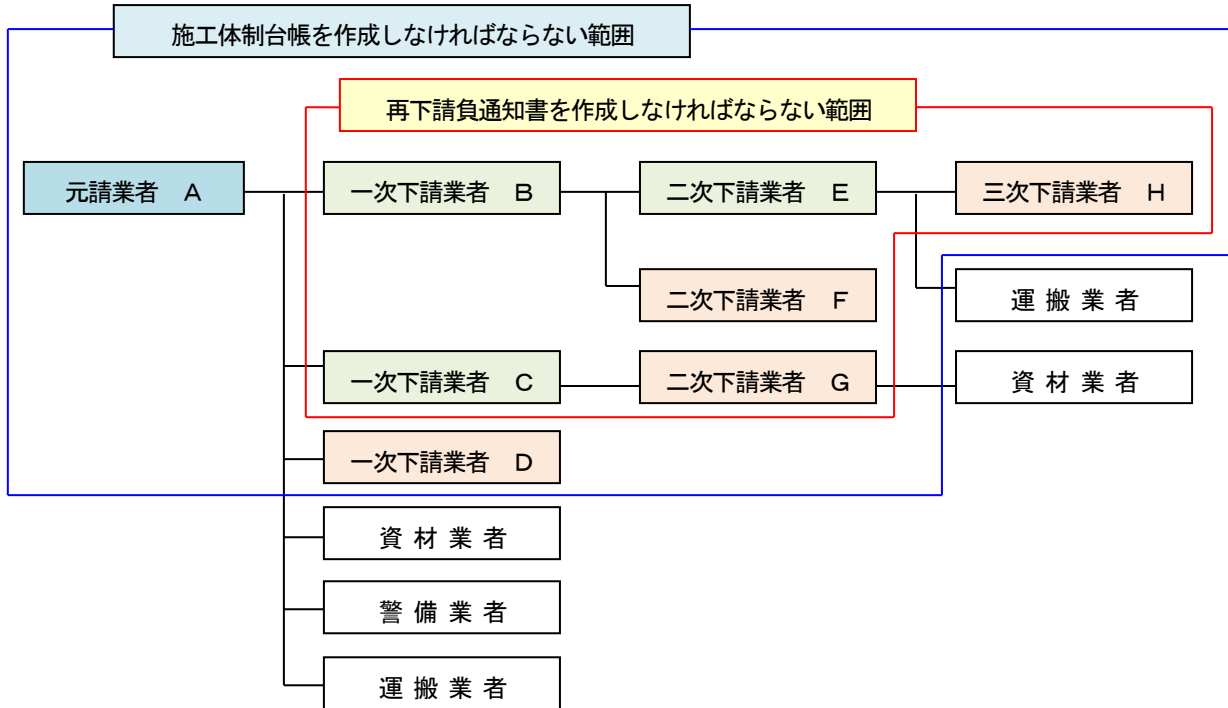 施工体制台帳を作成しなければならない範囲
再下請負通知書を作成しなければならない範囲
元請業者　A
一次下請業者　B
二次下請業者　E
三次下請業者　H
二次下請業者　F
運 搬 業 者
一次下請業者　C
二次下請業者　G
資 材 業 者
一次下請業者　D
資 材 業 者
警 備 業 者
運 搬 業 者